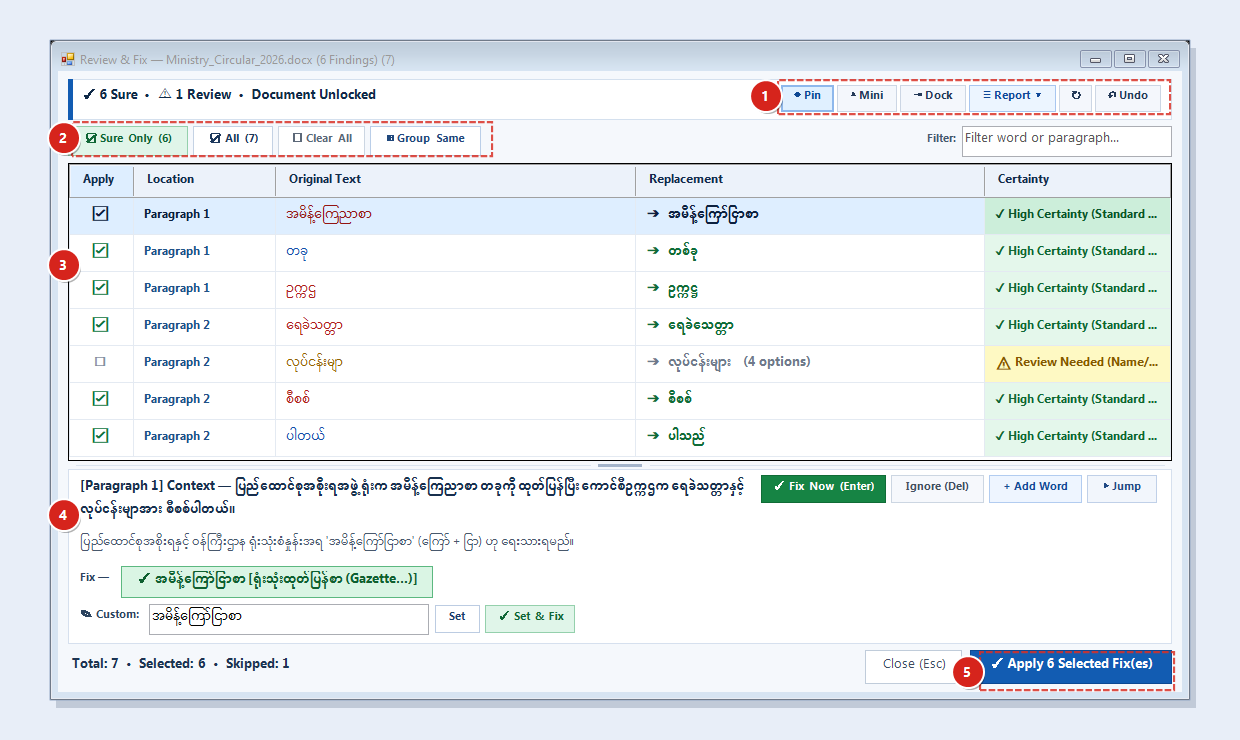 Review & Fix — Ministry_Circular_2026.docx (6 Findings) (7)
✓ 6 Sure • ⚠ 1 Review • Document Unlocked
1
Pin
Mini
Dock
Report
Undo
2
Sure Only (6)
All (7)
Clear All
Group Same
Filter:
Filter word or paragraph...
Apply Location Original Text Replacement Certainty
Paragraph 1 အမိန့်ကြေညာစာ → အမိန့်ကြော်ငြာစာ ✓ High Certainty (Standard ...
3
Paragraph 1 တခု → တစ်ခု ✓ High Certainty (Standard ...
Paragraph 1 ဥက္ကဌ → ဥက္ကဋ္ဌ ✓ High Certainty (Standard ...
Paragraph 2 ရေခဲသတ္တာ → ရေခဲသေတ္တာ ✓ High Certainty (Standard ...
Paragraph 2 လုပ်ငန်းမျာ → လုပ်ငန်းများ (4 options) ⚠ Review Needed (Name/...
Paragraph 2 စီစစ် → စိစစ် ✓ High Certainty (Standard ...
Paragraph 2 ပါတယ် → ပါသည် ✓ High Certainty (Standard ...
4
[Paragraph 1] Context — ပြည်ထောင်စုအစိုးရအဖွဲ့ရုံးက အမိန့်ကြေညာစာ တခုကို ထုတ်ပြန်ပြီး ကောင်စီဥက္ကဌက ရေခဲသတ္တာနှင့်
လုပ်ငန်းမျာအား စီစစ်ပါတယ်။
✓ Fix Now (Enter)
Ignore (Del)
+ Add Word
Jump
ပြည်ထောင်စုအစိုးရနှင့် ဝန်ကြီးဌာန ရုံးသုံးစံနှုန်းအရ 'အမိန့်ကြော်ငြာစာ' (ကြော် + ငြာ) ဟု ရေးသားရမည်။
Fix — ✓ အမိန့်ကြော်ငြာစာ [ရုံးသုံးထုတ်ပြန်စာ (Gazette...)]
Custom: အမိန့်ကြော်ငြာစာ Set ✓ Set & Fix
Total: 7 • Selected: 6 • Skipped: 1
Close (Esc)
5
✓ Apply 6 Selected Fix(es)